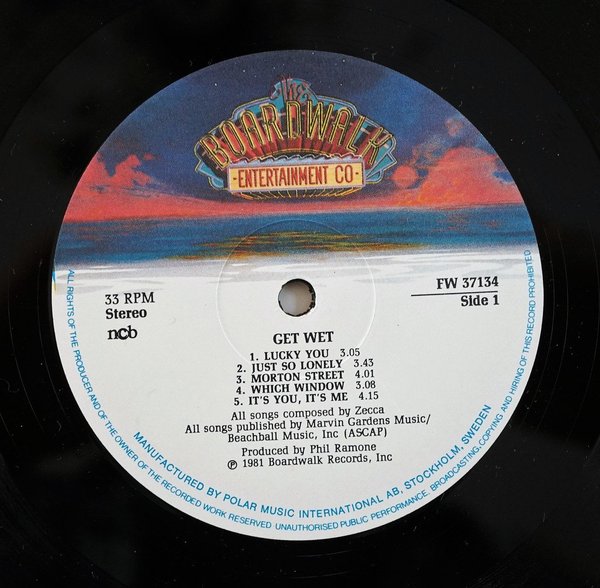 The
BOARDWALK
·ENTERTAINMENT CO·
33 RPM
Stereo
ncb
FW 37134
Side 1
GET WET
1. LUCKY YOU 3.05
2. JUST SO LONELY 3.43
3. MORTON STREET 4.01
4. WHICH WINDOW 3.08
5. IT'S YOU, IT'S ME 4.15
All songs composed by Zecca
All songs published by Marvin Gardens Music/
Beachball Music, Inc (ASCAP)
Produced by Phil Ramone
℗ 1981 Boardwalk Records, Inc
MANUFACTURED BY POLAR MUSIC INTERNATIONAL AB, STOCKHOLM, SWEDEN
ALL RIGHTS OF THE PRODUCER AND OF THE OWNER OF THE RECORDED WORK RESERVED UNAUTHORISED PUBLIC PERFORMANCE, BROADCASTING, COPYING AND HIRING OF THIS RECORD PROHIBITED